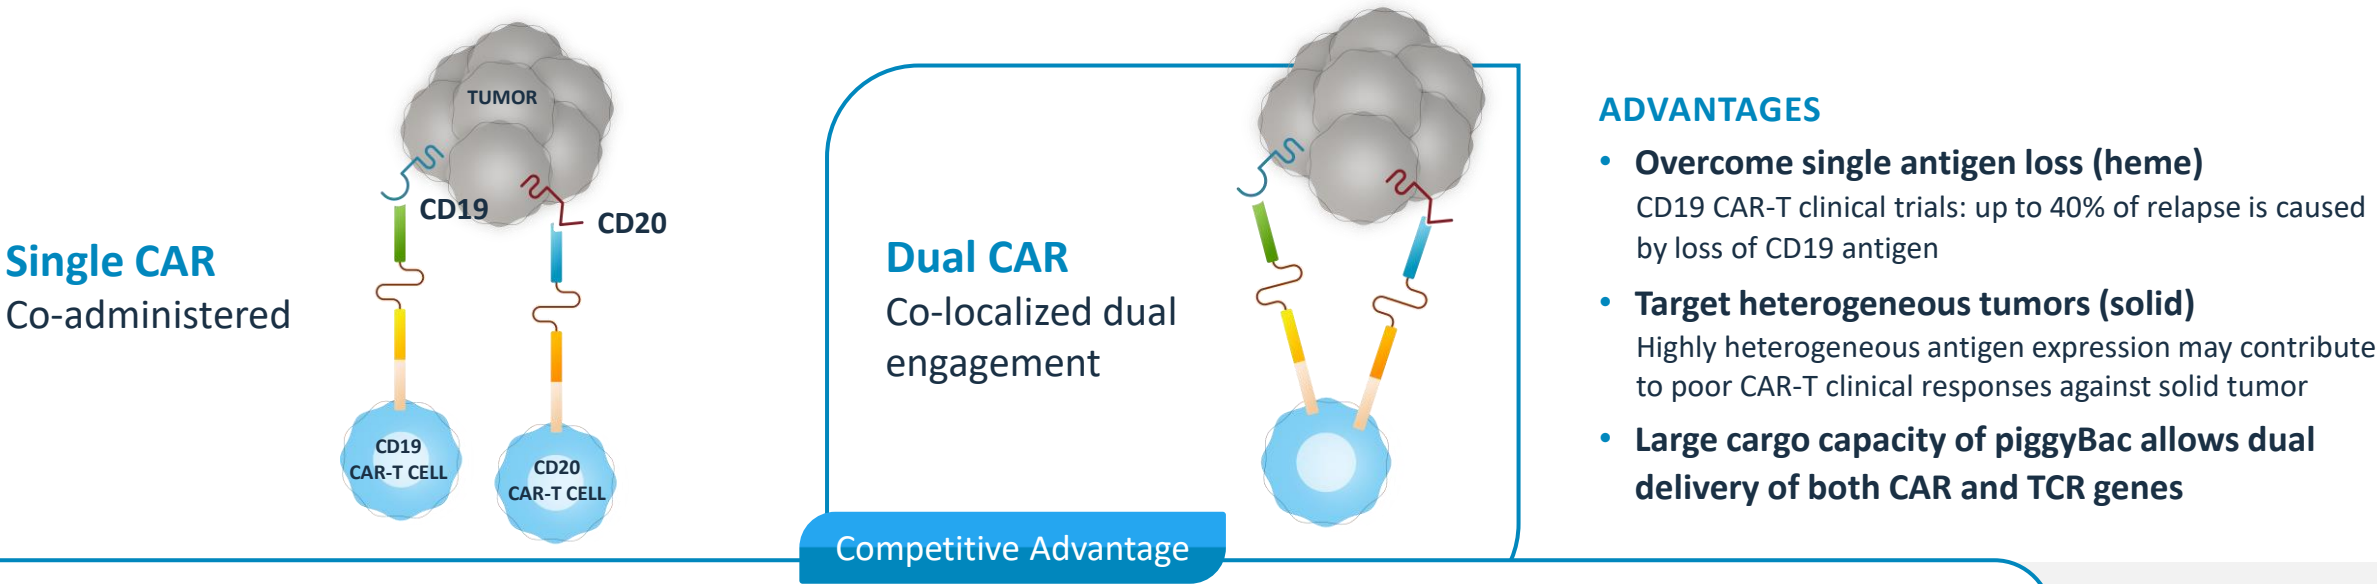 Single CAR
Co-administered
TUMOR
CD19
CD20
CD19
CAR-T CELL
CD20
CAR-T CELL
Dual CAR
Co-localized dual
engagement
Competitive Advantage
ADVANTAGES
• Overcome single antigen loss (heme)
CD19 CAR-T clinical trials: up to 40% of relapse is caused
by loss of CD19 antigen
• Target heterogeneous tumors (solid)
Highly heterogeneous antigen expression may contribute
to poor CAR-T clinical responses against solid tumor
• Large cargo capacity of piggyBac allows dual
delivery of both CAR and TCR genes